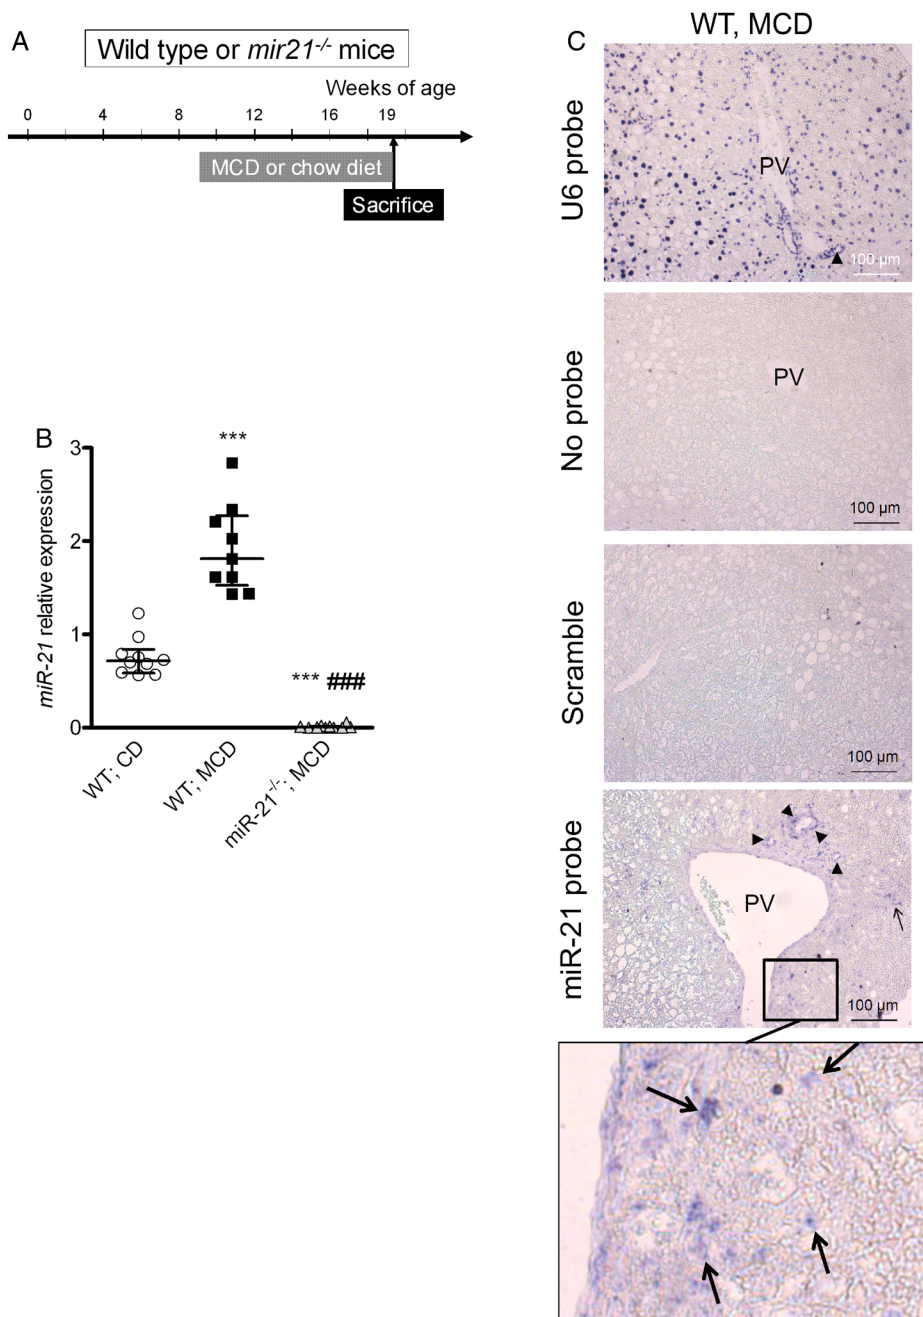 A
Wild type or mir21-/- mice
Weeks of age
0 4 8 12 16 19
MCD or chow diet
Sacrifice
B
miR-21 relative expression
3
2
1
0
***
*** ###
WT; CD
WT; MCD
miR-21-/-; MCD
C
WT, MCD
U6 probe
PV
100 µm
No probe
PV
100 µm
Scramble
100 µm
miR-21 probe
PV
100 µm